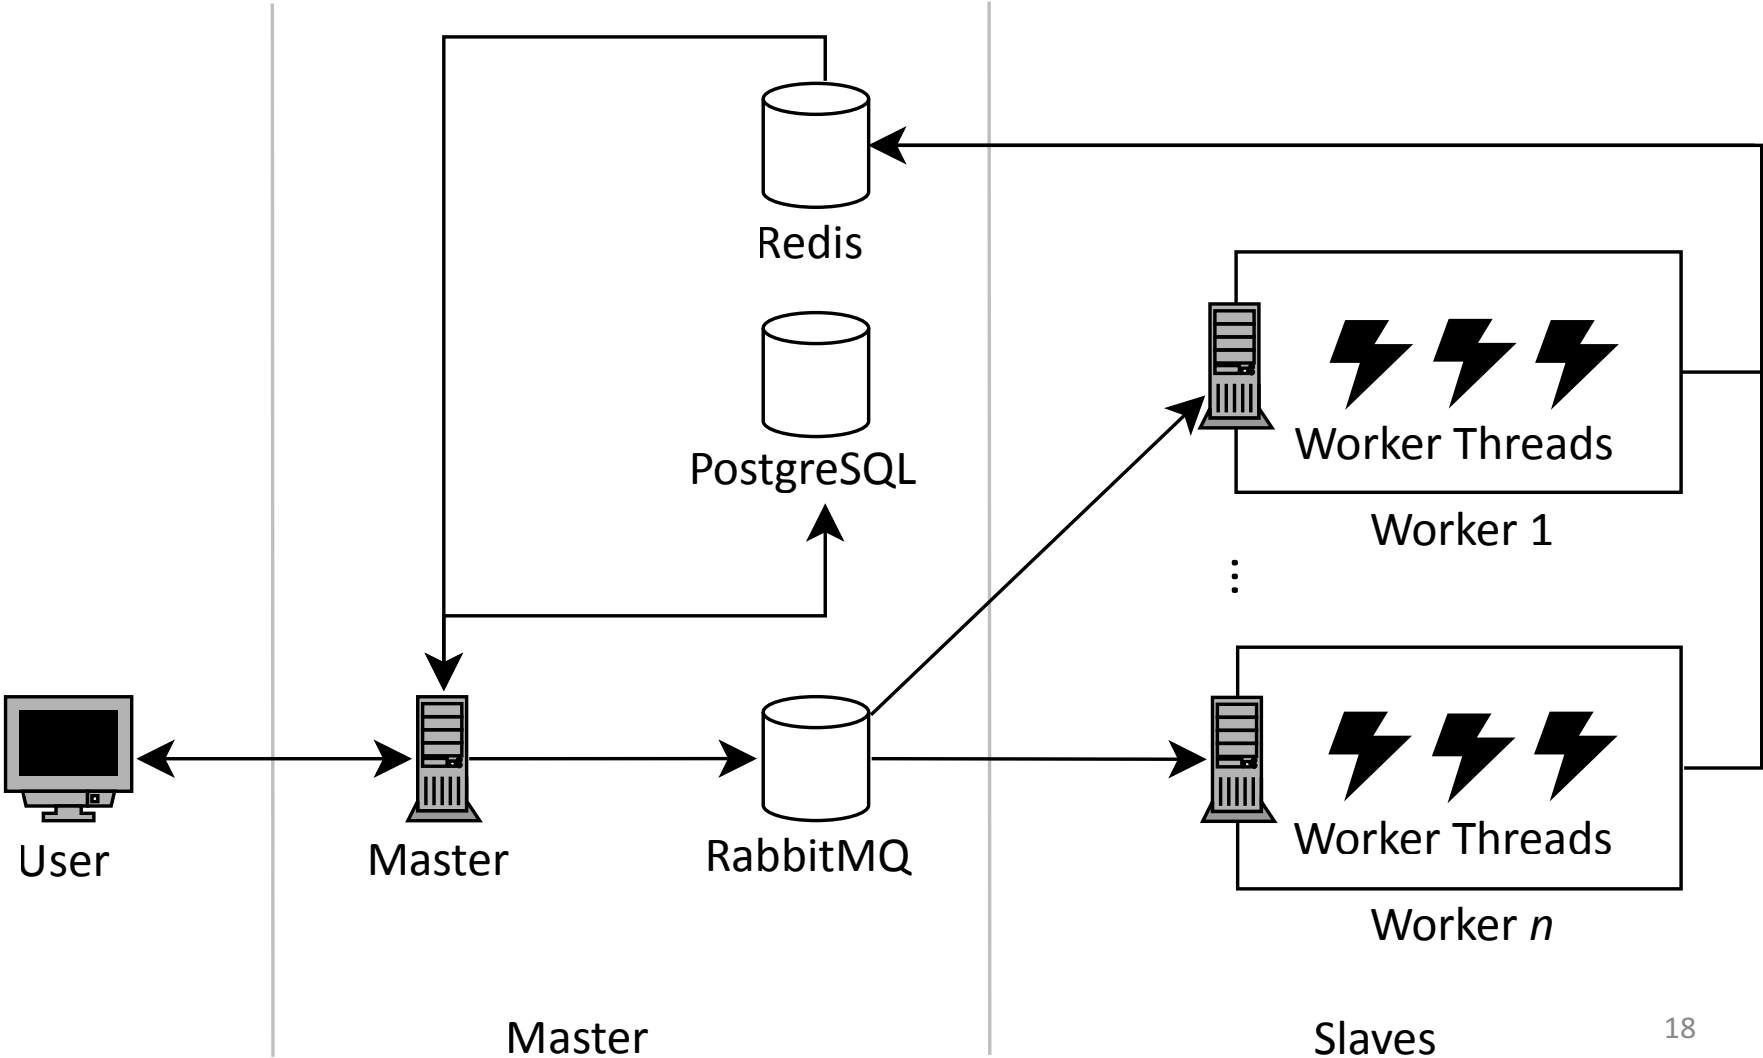 Redis
PostgreSQL
Worker Threads
Worker 1
...
User
Master
RabbitMQ
Worker Threads
Worker n
Master
Slaves
18